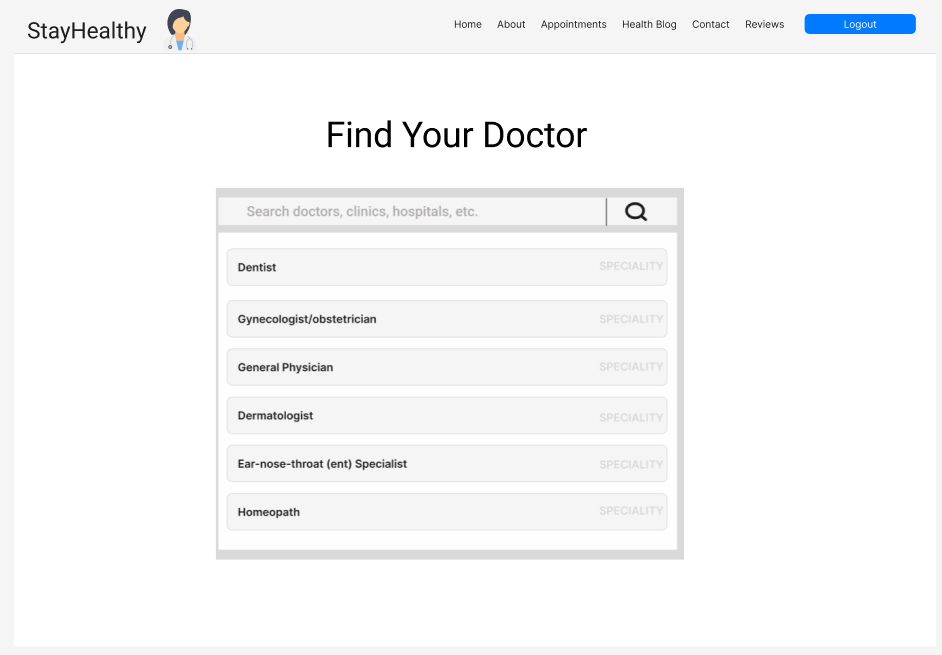 StayHealthy
Home About Appointments Health Blog Contact Reviews Logout
Find Your Doctor
Search doctors, clinics, hospitals, etc.
Dentist SPECIALITY
Gynecologist/obstetrician SPECIALITY
General Physician SPECIALITY
Dermatologist SPECIALITY
Ear-nose-throat (ent) Specialist SPECIALITY
Homeopath SPECIALITY